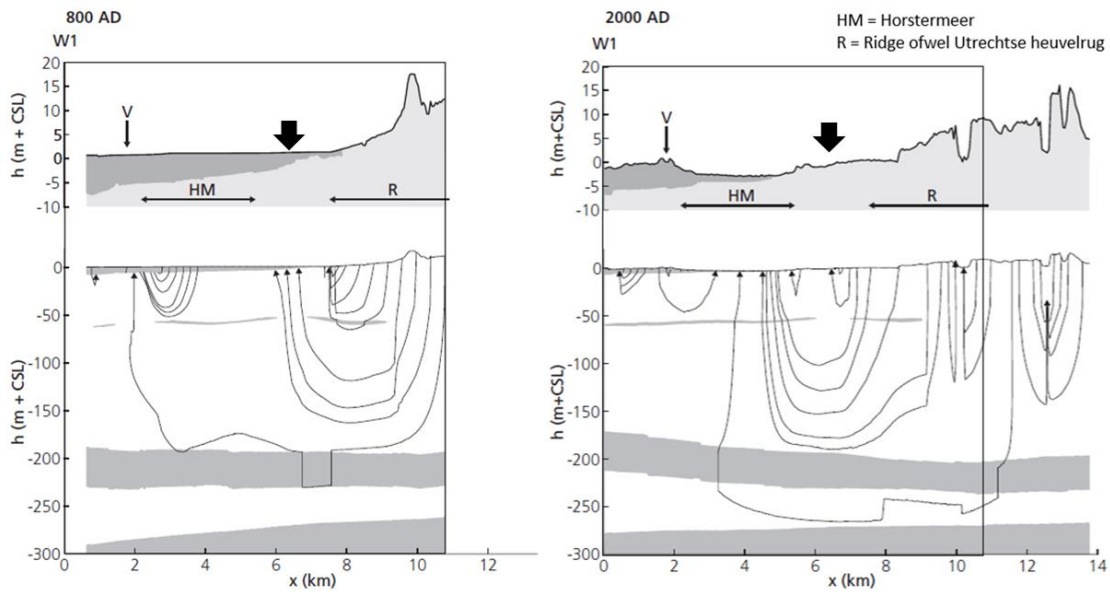 800 AD
W1
h (m + CSL)
20
15
10
5
0
-5
-10
V
HM
R
h (m + CSL)
0
-50
-100
-150
-200
-250
-300
0 2 4 6 8 10 12
x (km)
2000 AD
W1
HM = Horstermeer
R = Ridge ofwel Utrechtse heuvelrug
h (m+CSL)
20
15
10
5
0
-5
-10
V
HM
R
h (m+CSL)
0
-50
-100
-150
-200
-250
-300
0 2 4 6 8 10 12 14
x (km)